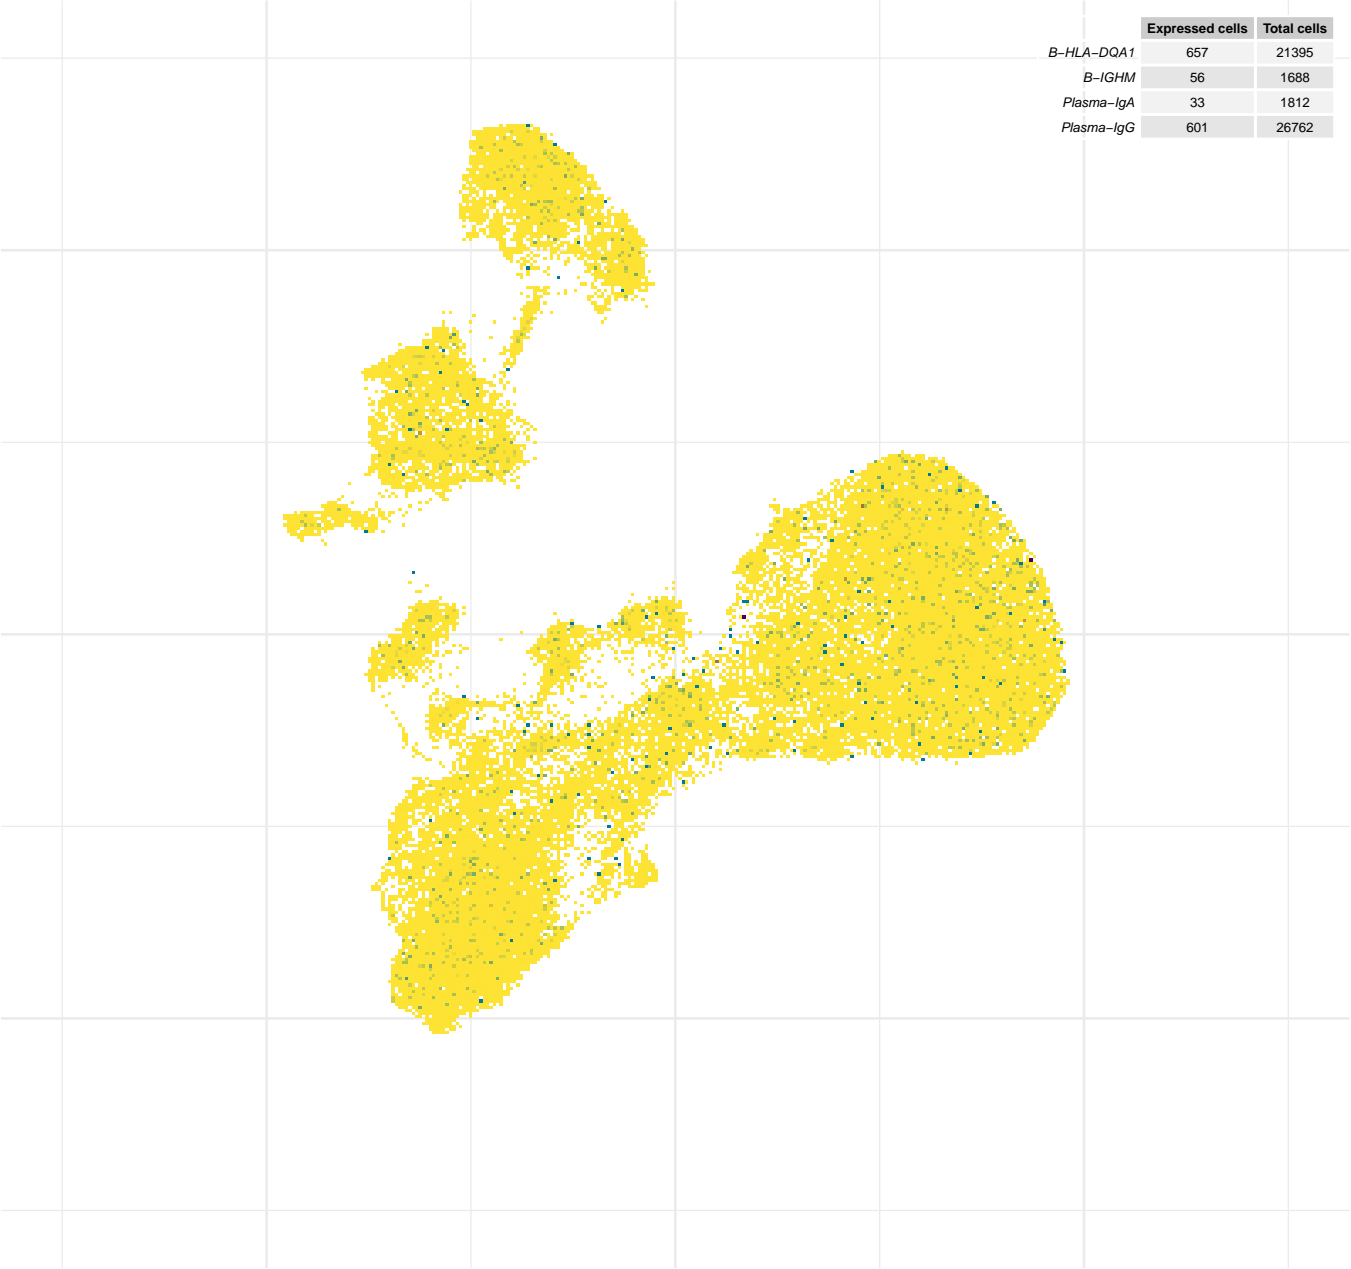 Expressed cells Total cells
B−HLA−DQA1 657 21395
B−IGHM 56 1688
Plasma−IgA 33 1812
Plasma−IgG 601 26762